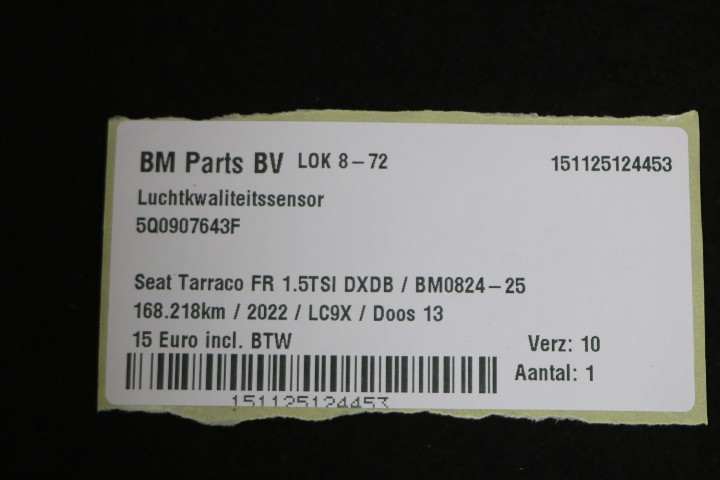 BM Parts BV LOK 8-72 151125124453
Luchtkwaliteitssensor
5Q0907643F
Seat Tarraco FR 1.5TSI DXDB / BM0824-25
168.218km / 2022 / LC9X / Doos 13
15 Euro incl. BTW Verz: 10
Aantal: 1
151125124453